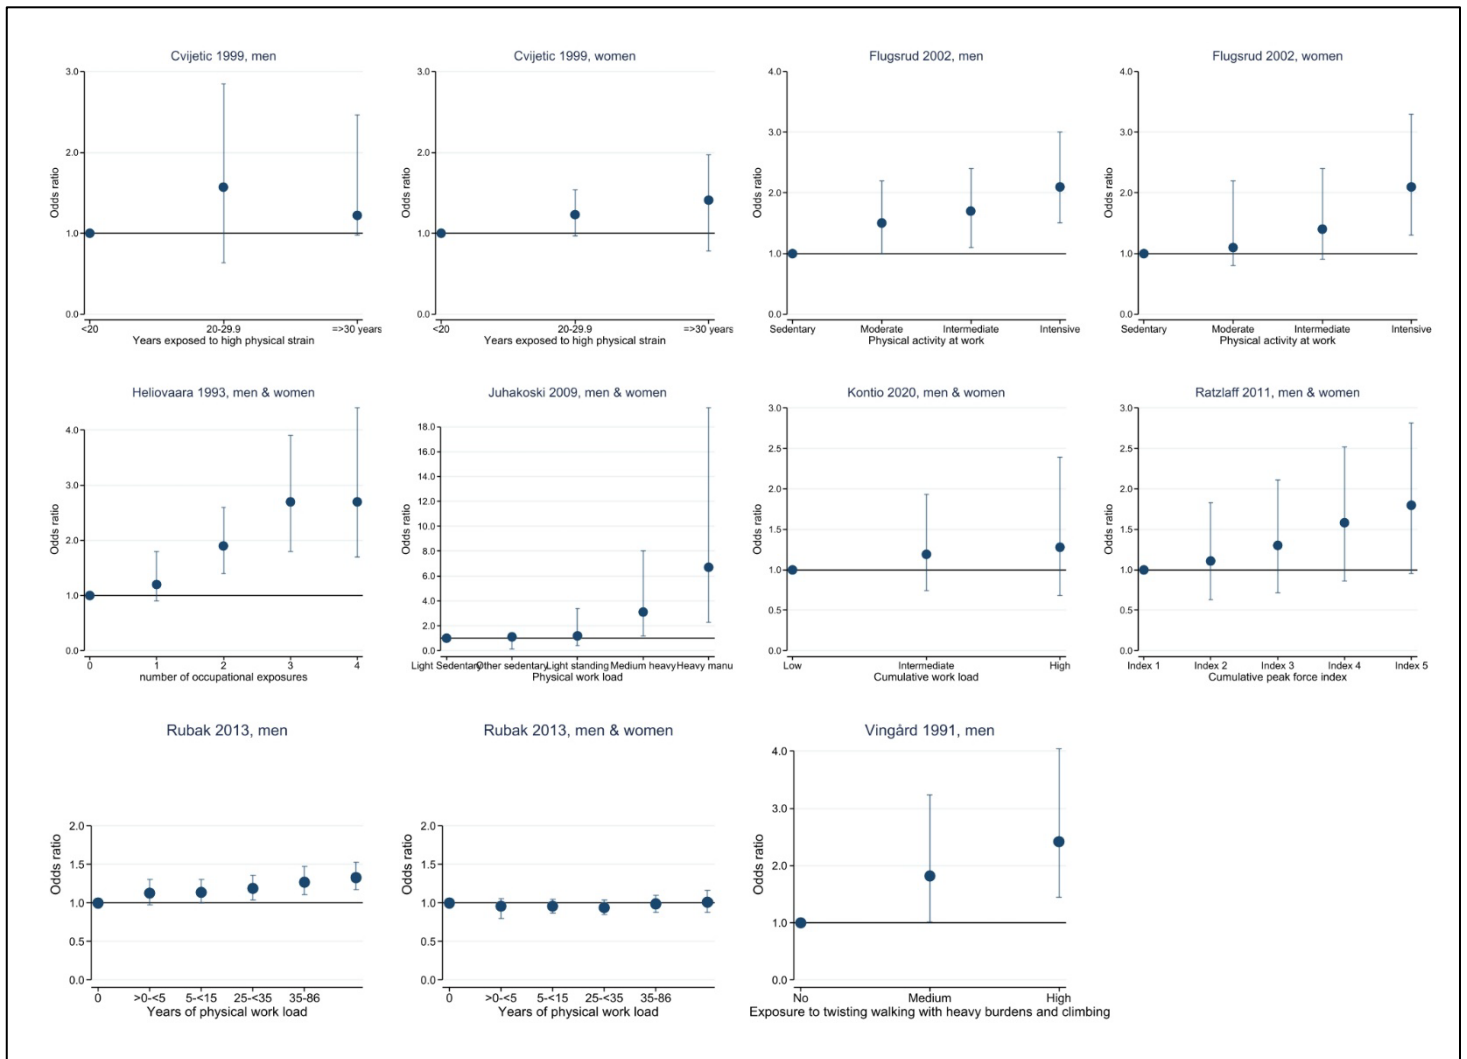 Cvijetic 1999, men
3.0
2.0
1.0
0.0
Odds ratio
<20
20-29.9
=>30 years
Years exposed to high physical strain
Cvijetic 1999, women
3.0
2.0
1.0
0.0
Odds ratio
<20
20-29.9
=>30 years
Years exposed to high physical strain
Flugsrud 2002, men
4.0
3.0
2.0
1.0
0.0
Odds ratio
Sedentary
Moderate
Intermediate
Intensive
Physical activity at work
Flugsrud 2002, women
4.0
3.0
2.0
1.0
0.0
Odds ratio
Sedentary
Moderate
Intermediate
Intensive
Physical activity at work
Heliovaara 1993, men & women
4.0
3.0
2.0
1.0
0.0
Odds ratio
0
1
2
3
4
number of occupational exposures
Juhakoski 2009, men & women
18.0
16.0
14.0
12.0
10.0
8.0
6.0
4.0
2.0
0.0
Odds ratio
Light Sedentary
Other sedentary
Light standing
Medium heavy
Heavy manu
Physical work load
Kontio 2020, men & women
3.0
2.5
2.0
1.5
1.0
0.5
0.0
Odds ratio
Low
Intermediate
High
Cumulative work load
Ratzlaff 2011, men & women
3.0
2.5
2.0
1.5
1.0
0.5
0.0
Odds ratio
Index 1
Index 2
Index 3
Index 4
Index 5
Cumulative peak force index
Rubak 2013, men
2.0
1.5
1.0
0.5
0.0
Odds ratio
0
>0-<5
5-<15
25-<35
35-86
Years of physical work load
Rubak 2013, men & women
2.0
1.5
1.0
0.5
0.0
Odds ratio
0
>0-<5
5-<15
25-<35
35-86
Years of physical work load
Vingård 1991, men
4.0
3.0
2.0
1.0
0.0
Odds ratio
No
Medium
High
Exposure to twisting walking with heavy burdens and climbing